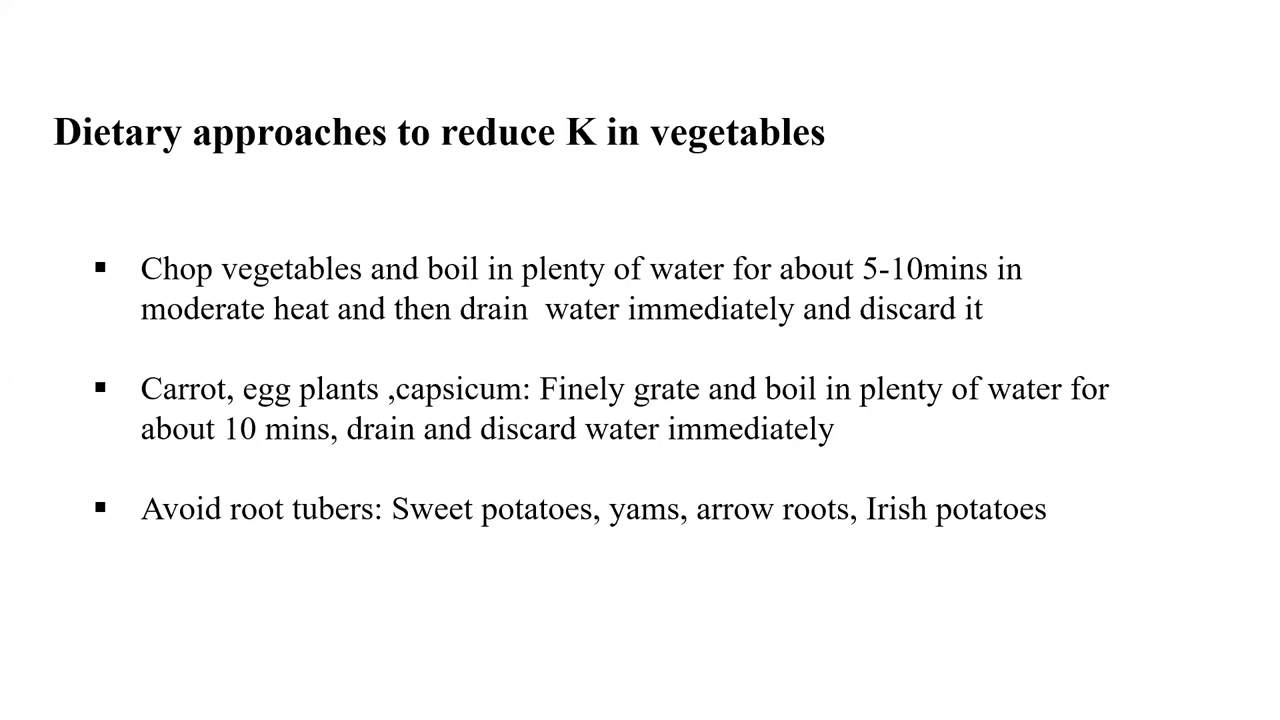 Dietary approaches to reduce K in vegetables
▪ Chop vegetables and boil in plenty of water for about 5-10mins in
moderate heat and then drain  water immediately and discard it
▪ Carrot, egg plants ,capsicum: Finely grate and boil in plenty of water for
about 10 mins, drain and discard water immediately
▪ Avoid root tubers: Sweet potatoes, yams, arrow roots, Irish potatoes